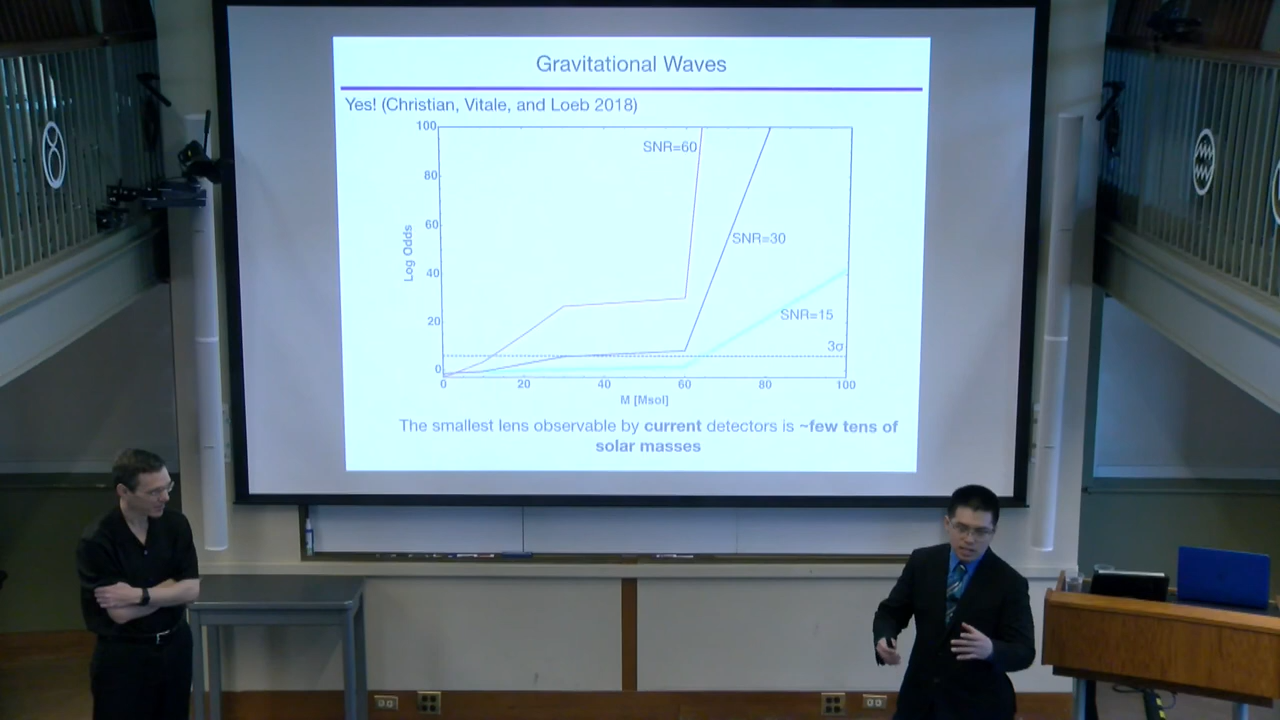 Gravitational Waves
Yes! (Christian, Vitale, and Loeb 2018)
100
80
60
40
20
0
Log Odds
SNR=60
SNR=30
SNR=15
3σ
0
20
40
60
80
100
M [Msol]
The smallest lens observable by current detectors is ~few tens of
solar masses